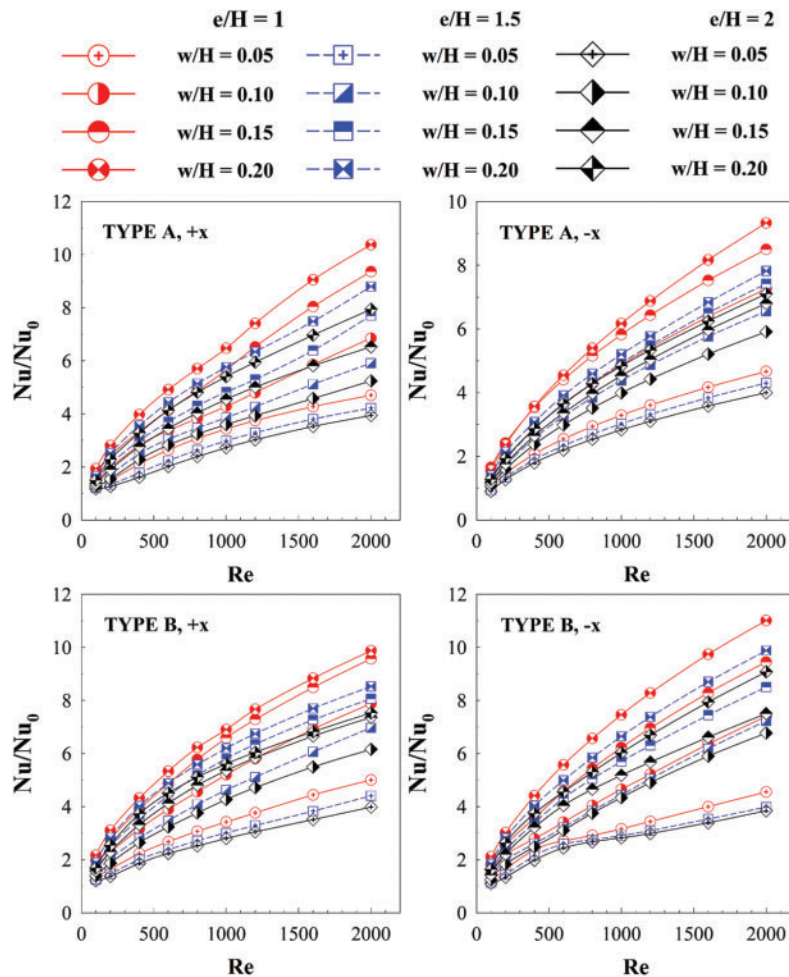 e/H = 1 e/H = 1.5 e/H = 2
w/H = 0.05 w/H = 0.05 w/H = 0.05
w/H = 0.10 w/H = 0.10 w/H = 0.10
w/H = 0.15 w/H = 0.15 w/H = 0.15
w/H = 0.20 w/H = 0.20 w/H = 0.20
TYPE A, +x
Nu/Nu0
12
10
8
6
4
2
0
0 500 1000 1500 2000
Re
TYPE A, -x
Nu/Nu0
10
8
6
4
2
0
0 500 1000 1500 2000
Re
TYPE B, +x
Nu/Nu0
12
10
8
6
4
2
0
0 500 1000 1500 2000
Re
TYPE B, -x
Nu/Nu0
12
10
8
6
4
2
0
0 500 1000 1500 2000
Re